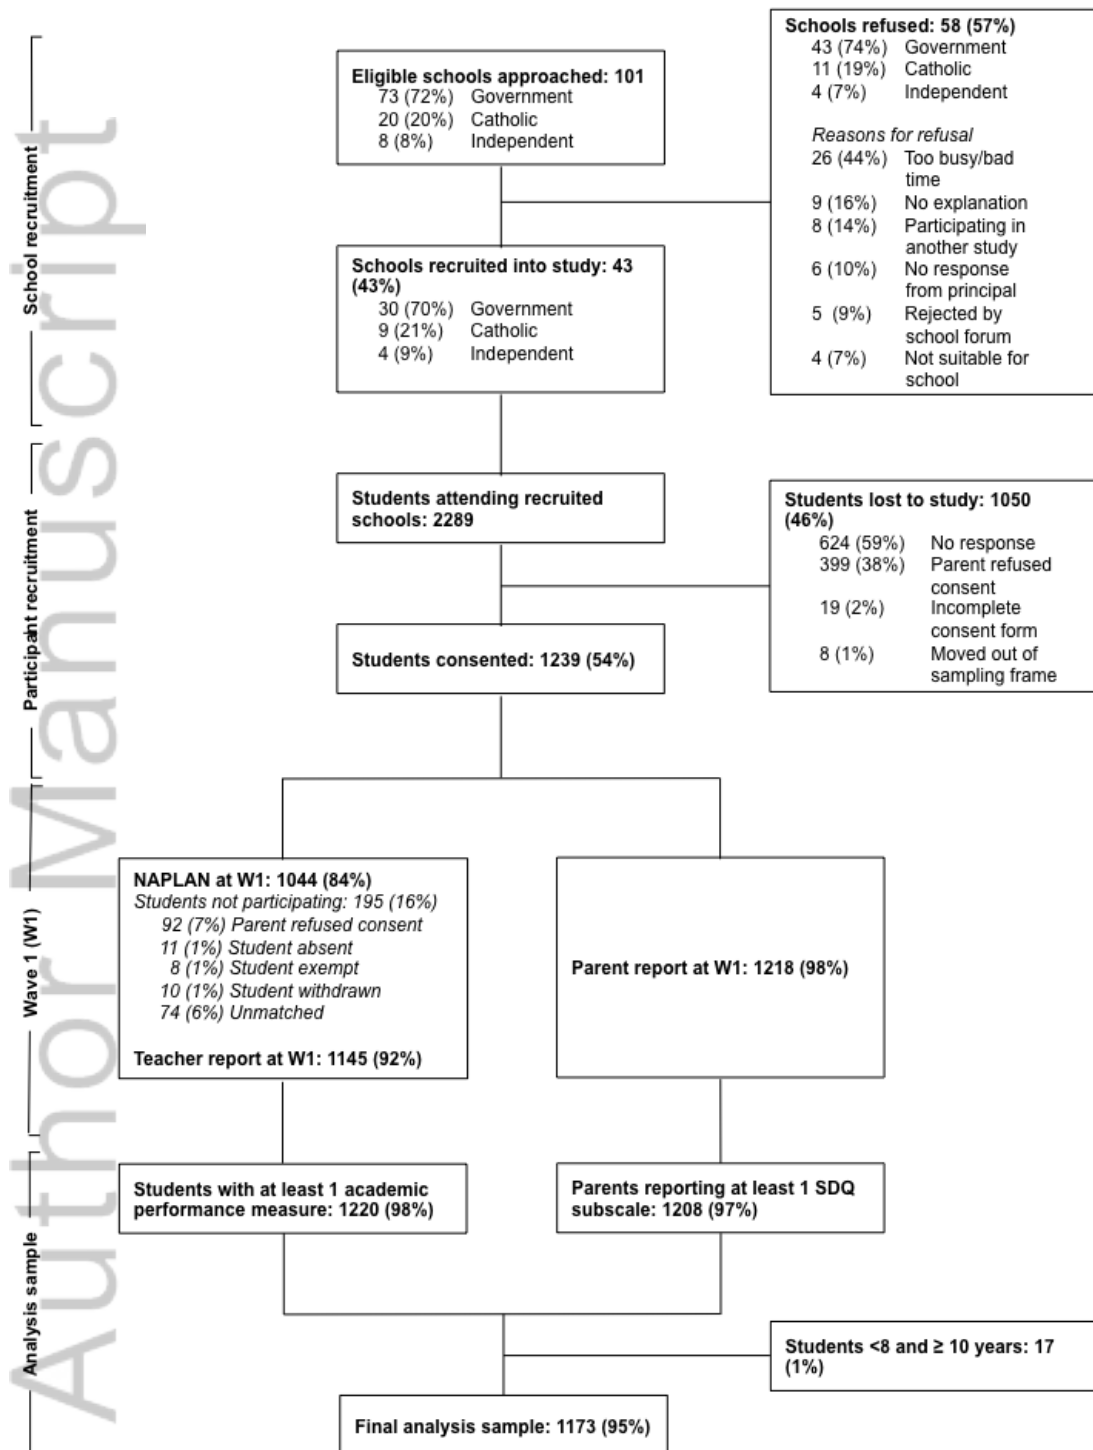 Author Manuscript
School recruitment
Eligible schools approached: 101
73 (72%) Government
20 (20%) Catholic
8 (8%) Independent
Schools refused: 58 (57%)
43 (74%) Government
11 (19%) Catholic
4 (7%) Independent
Reasons for refusal
26 (44%) Too busy/bad
time
9 (16%) No explanation
8 (14%) Participating in
another study
6 (10%) No response
from principal
5 (9%) Rejected by
school forum
4 (7%) Not suitable for
school
Schools recruited into study: 43
(43%)
30 (70%) Government
9 (21%) Catholic
4 (9%) Independent
Participant recruitment
Students attending recruited
schools: 2289
Students lost to study: 1050
(46%)
624 (59%) No response
399 (38%) Parent refused
consent
19 (2%) Incomplete
consent form
8 (1%) Moved out of
sampling frame
Students consented: 1239 (54%)
Wave 1 (W1)
NAPLAN at W1: 1044 (84%)
Students not participating: 195 (16%)
92 (7%) Parent refused consent
11 (1%) Student absent
8 (1%) Student exempt
10 (1%) Student withdrawn
74 (6%) Unmatched
Teacher report at W1: 1145 (92%)
Parent report at W1: 1218 (98%)
Analysis sample
Students with at least 1 academic
performance measure: 1220 (98%)
Parents reporting at least 1 SDQ
subscale: 1208 (97%)
Students <8 and ≥ 10 years: 17
(1%)
Final analysis sample: 1173 (95%)